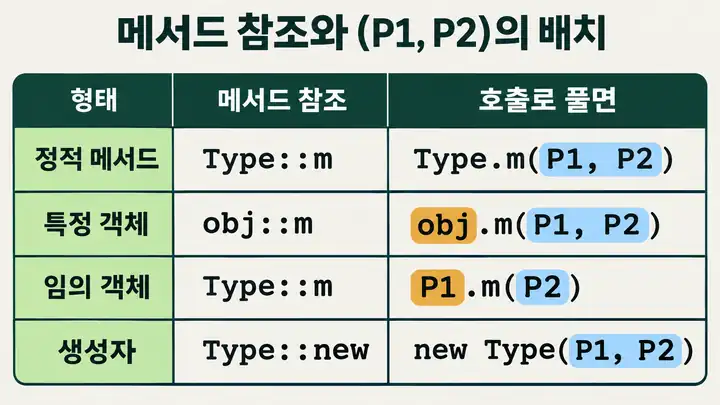 메서드 참조와 (P1, P2)의 배치
형태 메서드 참조 호출로 풀면
정적 메서드 Type::m Type.m(P1, P2)
특정 객체 obj::m obj.m(P1, P2)
임의 객체 Type::m P1.m(P2)
생성자 Type::new new Type(P1, P2)